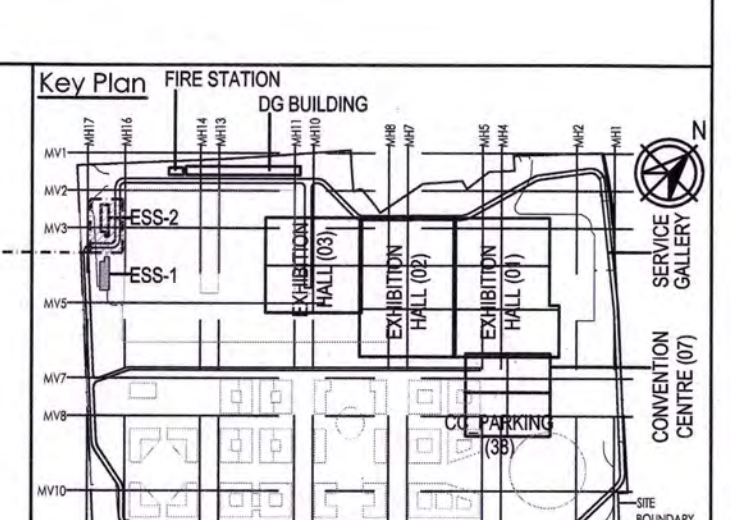 Key Plan
FIRE STATION
DG BUILDING
N
MH17
MH16
MH14
MH13
MH11
MH10
MH8
MH7
MH5
MH4
MH2
MH1
MV1
MV2
MV3
MV5
MV7
MV8
MV10
ESS-2
ESS-1
EXHIBITION
HALL (03)
EXHIBITION
HALL (02)
EXHIBITION
HALL (01)
SERVICE
GALLERY
CONVENTION
CENTRE (07)
CC PARKING
(38)
SITE
BOUNDARY